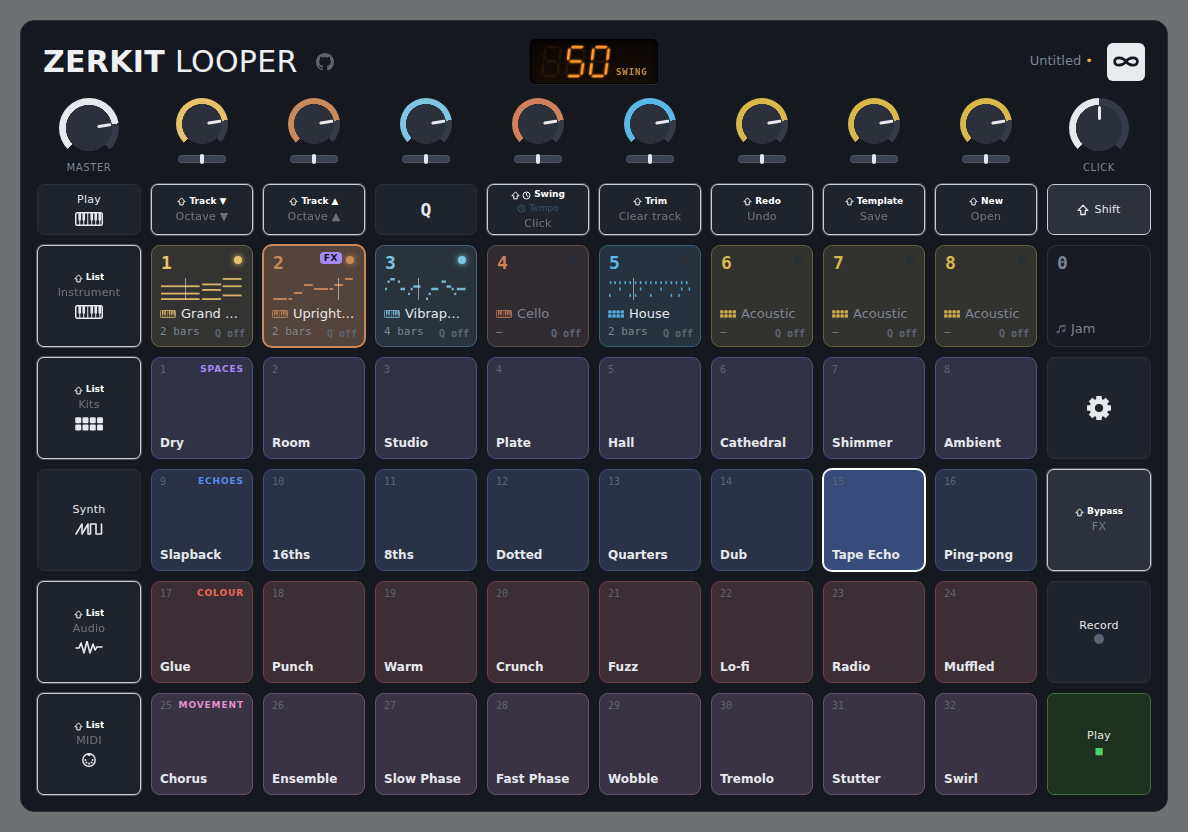 ZERKIT LOOPER
50 SWING
Untitled •
MASTER
CLICK
Play
Track ▼
Octave ▼
Track ▲
Octave ▲
Q
Swing
Tempo
Click
Trim
Clear track
Redo
Undo
Template
Save
New
Open
Shift
List
Instrument
1
Grand ...
2 bars Q off
2 FX
Upright...
2 bars Q off
3
Vibrap...
4 bars Q off
4
Cello
– Q off
5
House
2 bars Q off
6
Acoustic
– Q off
7
Acoustic
– Q off
8
Acoustic
– Q off
0
Jam
List
Kits
1 SPACES
Dry
2
Room
3
Studio
4
Plate
5
Hall
6
Cathedral
7
Shimmer
8
Ambient
Synth
9 ECHOES
Slapback
10
16ths
11
8ths
12
Dotted
13
Quarters
14
Dub
15
Tape Echo
16
Ping-pong
Bypass
FX
List
Audio
17 COLOUR
Glue
18
Punch
19
Warm
20
Crunch
21
Fuzz
22
Lo-fi
23
Radio
24
Muffled
Record
List
MIDI
25 MOVEMENT
Chorus
26
Ensemble
27
Slow Phase
28
Fast Phase
29
Wobble
30
Tremolo
31
Stutter
32
Swirl
Play